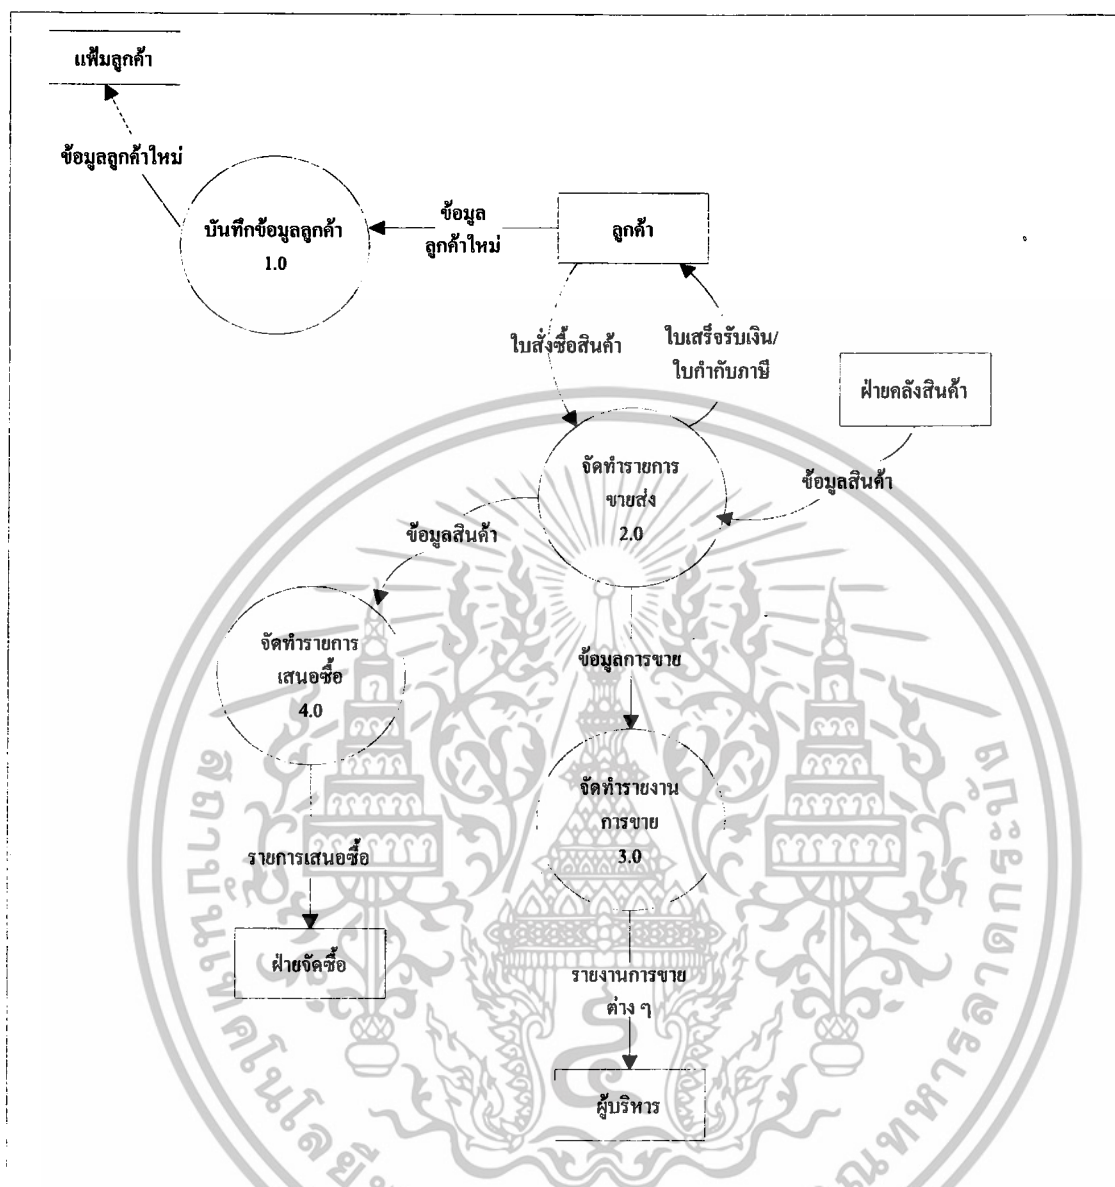 แฟ้มลูกค้า
ข้อมูลลูกค้าใหม่
บันทึกข้อมูลลูกค้า
1.0
ข้อมูล
ลูกค้าใหม่
ลูกค้า
ใบสั่งซื้อสินค้า
ใบเสร็จรับเงิน/
ใบกำกับภาษี
ฝ่ายคลังสินค้า
จัดทำรายการ
ขายส่ง
2.0
ข้อมูลสินค้า
ข้อมูลสินค้า
จัดทำรายการ
เสนอซื้อ
4.0
ข้อมูลการขาย
จัดทำรายงาน
การขาย
3.0
รายการเสนอซื้อ
ฝ่ายจัดซื้อ
รายงานการขาย
ต่าง ๆ
ผู้บริหาร